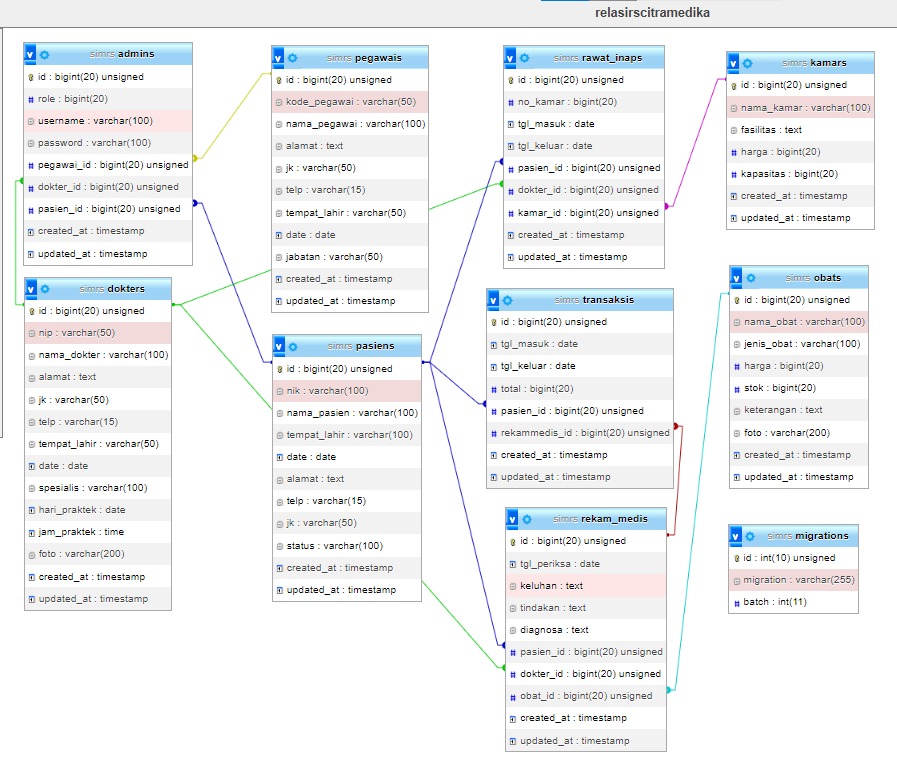 relasirscitramedika
simrs admins
id : bigint(20) unsigned
role : bigint(20)
username : varchar(100)
password : varchar(100)
pegawai_id : bigint(20) unsigned
dokter_id : bigint(20) unsigned
pasien_id : bigint(20) unsigned
created_at : timestamp
updated_at : timestamp
simrs dokters
id : bigint(20) unsigned
nip : varchar(50)
nama_dokter : varchar(100)
alamat : text
jk : varchar(50)
telp : varchar(15)
tempat_lahir : varchar(50)
date : date
spesialis : varchar(100)
hari_praktek : date
jam_praktek : time
foto : varchar(200)
created_at : timestamp
updated_at : timestamp
simrs pegawais
id : bigint(20) unsigned
kode_pegawai : varchar(50)
nama_pegawai : varchar(100)
alamat : text
jk : varchar(50)
telp : varchar(15)
tempat_lahir : varchar(50)
date : date
jabatan : varchar(50)
created_at : timestamp
updated_at : timestamp
simrs pasiens
id : bigint(20) unsigned
nik : varchar(100)
nama_pasien : varchar(100)
tempat_lahir : varchar(100)
date : date
alamat : text
telp : varchar(15)
jk : varchar(50)
status : varchar(100)
created_at : timestamp
updated_at : timestamp
simrs rawat_inaps
id : bigint(20) unsigned
no_kamar : bigint(20)
tgl_masuk : date
tgl_keluar : date
pasien_id : bigint(20) unsigned
dokter_id : bigint(20) unsigned
kamar_id : bigint(20) unsigned
created_at : timestamp
updated_at : timestamp
simrs transaksis
id : bigint(20) unsigned
tgl_masuk : date
tgl_keluar : date
total : bigint(20)
pasien_id : bigint(20) unsigned
rekammedis_id : bigint(20) unsigned
created_at : timestamp
updated_at : timestamp
simrs rekam_medis
id : bigint(20) unsigned
tgl_periksa : date
keluhan : text
tindakan : text
diagnosa : text
pasien_id : bigint(20) unsigned
dokter_id : bigint(20) unsigned
obat_id : bigint(20) unsigned
created_at : timestamp
updated_at : timestamp
simrs kamars
id : bigint(20) unsigned
nama_kamar : varchar(100)
fasilitas : text
harga : bigint(20)
kapasitas : bigint(20)
created_at : timestamp
updated_at : timestamp
simrs obats
id : bigint(20) unsigned
nama_obat : varchar(100)
jenis_obat : varchar(100)
harga : bigint(20)
stok : bigint(20)
keterangan : text
foto : varchar(200)
created_at : timestamp
updated_at : timestamp
simrs migrations
id : int(10) unsigned
migration : varchar(255)
batch : int(11)